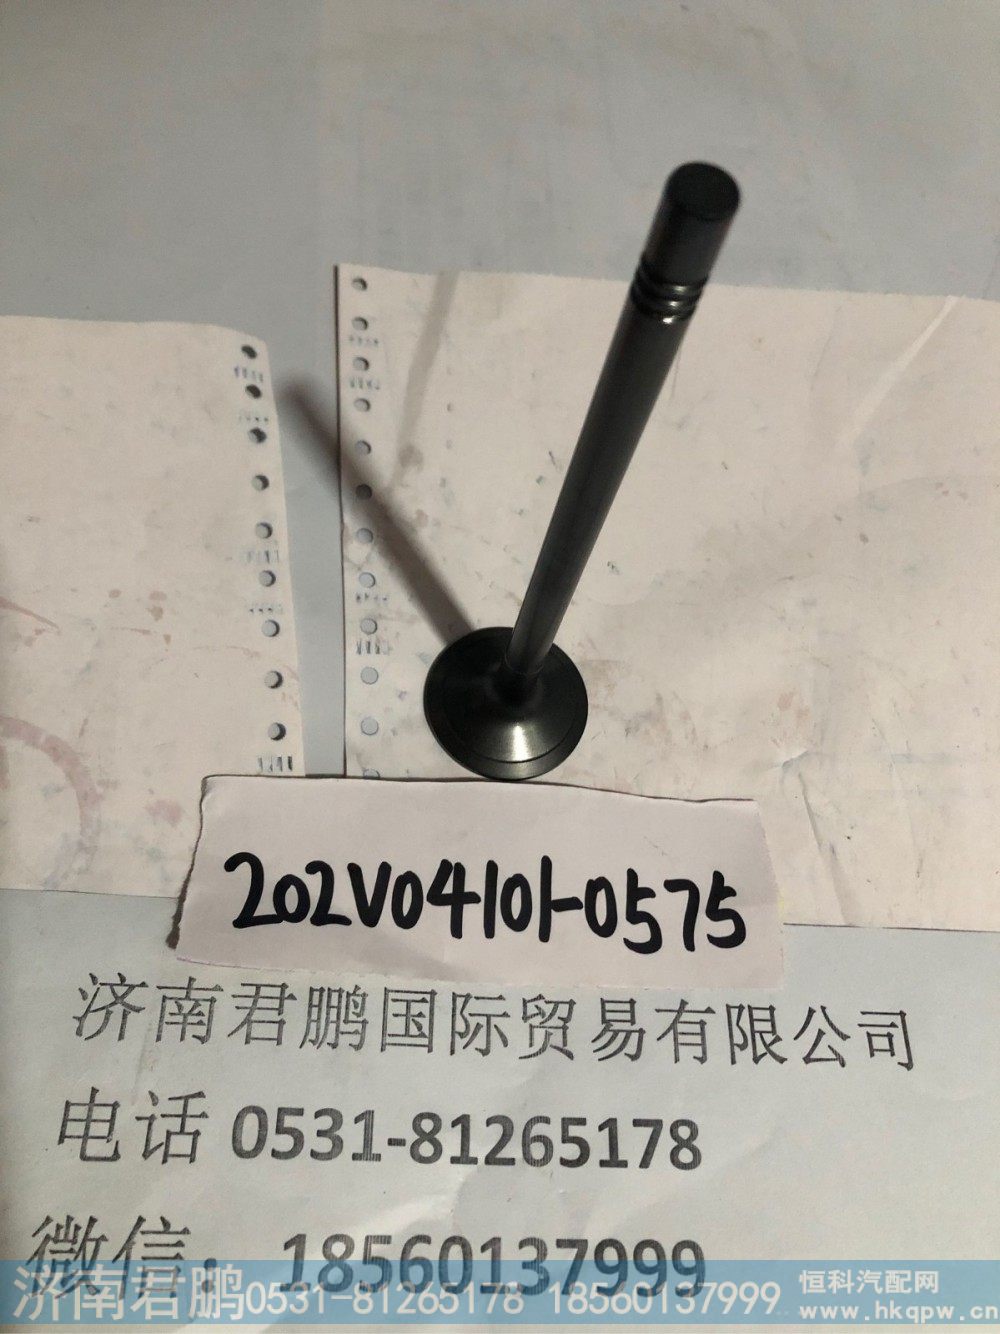 202V04101-0575
济南君鹏国际贸易有限公司
电话 0531-81265178
微信： 18560137999
济南君鹏0531-81265178 18560137999
恒科汽配网
www.hkqpw.cn